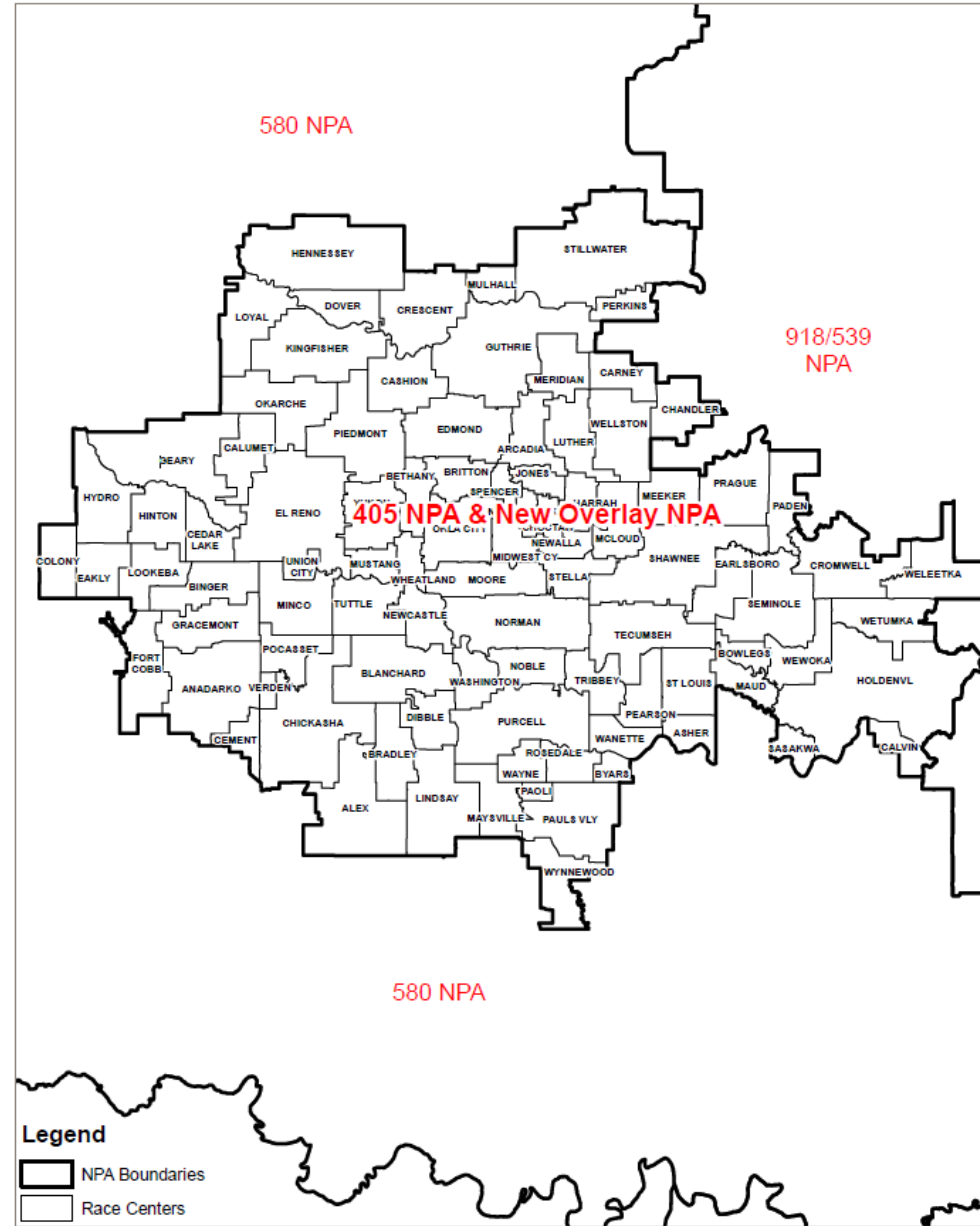 580 NPA
HENNESSEY
STILLWATER
MULHALL
DOVER
CRESCENT
PERKINS
LOYAL
918/539
NPA
KINGFISHER
GUTHRIE
CARNEY
CASHION
MERIDIAN
OKARCHE
CHANDLER
WELLSTON
PIEDMONT
EDMOND
LUTHER
CALUMET
ARCADIA
GEARY
BRITTON
BETHANY
JONES
PRAGUE
SPENCER
MEEKER
HYDRO
HARRAH
PADEN
HINTON
EL RENO
405 NPA & New Overlay NPA
OKLA CITY
CHOCTAW
CEDAR
LAKE
NEWALLA
MCLOUD
COLONY
LOOKEBA
UNION
CITY
MUSTANG
MIDWEST CY
SHAWNEE
EARLSBORO
CROMWELL
WELEETKA
EAKLY
BINGER
WHEATLAND
MOORE
STELLA
MINCO
TUTTLE
SEMINOLE
NEWCASTLE
GRACEMONT
NORMAN
WETUMKA
TECUMSEH
POCASSET
BOWLEGS
WEWOKA
FORT
COBB
BLANCHARD
NOBLE
HOLDENVL
ANADARKO
VERDEN
WASHINGTON
TRIBBEY
ST LOUIS
MAUD
DIBBLE
PEARSON
CHICKASHA
PURCELL
CEMENT
WANETTE
ASHER
SASAKWA
CALVIN
BRADLEY
ROSEDALE
WAYNE
BYARS
PAOLI
ALEX
LINDSAY
MAYSVILLE
PAULS VLY
WYNNEWOOD
580 NPA
Legend
NPA Boundaries
Race Centers